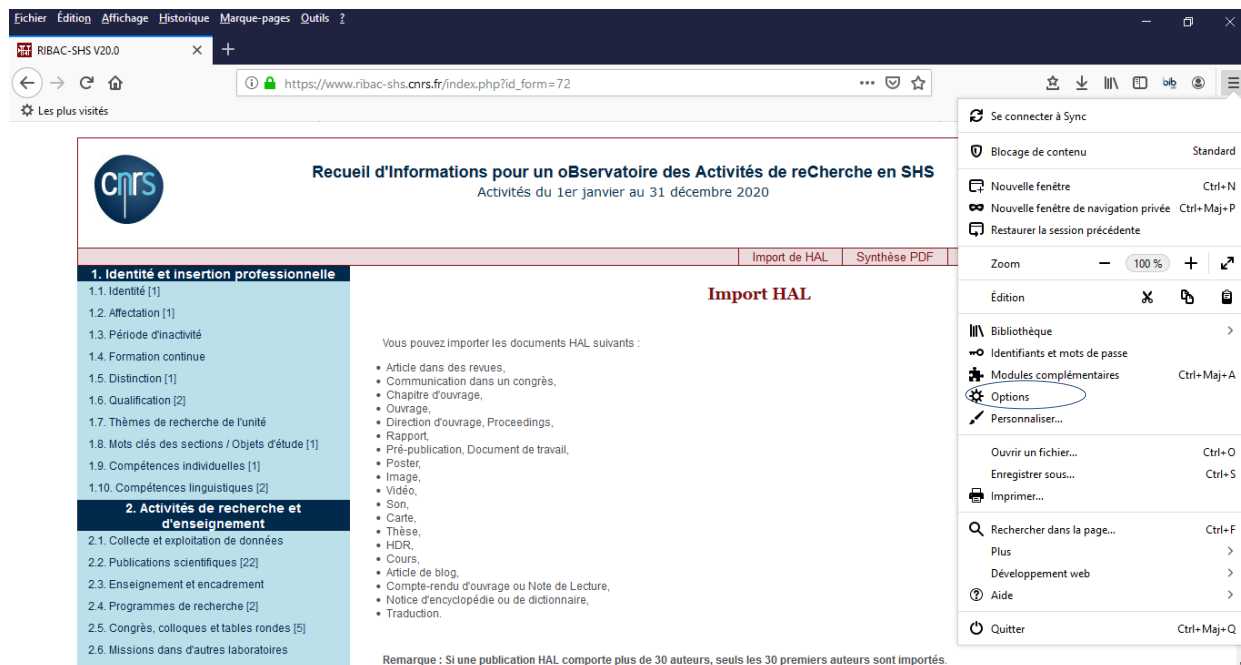 Fichier Édition Affichage Historique Marque-pages Outils ?
RIBAC-SHS V20.0
https://www.ribac-shs.cnrs.fr/index.php?id_form=72
Les plus visités
cnrs
Recueil d'Informations pour un oBservatoire des Activités de reCherche en SHS
Activités du 1er janvier au 31 décembre 2020
Import de HAL Synthèse PDF
1. Identité et insertion professionnelle
1.1. Identité [1]
1.2. Affectation [1]
1.3. Période d'inactivité
1.4. Formation continue
1.5. Distinction [1]
1.6. Qualification [2]
1.7. Thèmes de recherche de l'unité
1.8. Mots clés des sections / Objets d'étude [1]
1.9. Compétences individuelles [1]
1.10. Compétences linguistiques [2]
2. Activités de recherche et
d'enseignement
2.1. Collecte et exploitation de données
2.2. Publications scientifiques [22]
2.3. Enseignement et encadrement
2.4. Programmes de recherche [2]
2.5. Congrès, colloques et tables rondes [5]
2.6. Missions dans d'autres laboratoires
Import HAL
Vous pouvez importer les documents HAL suivants :
• Article dans des revues,
• Communication dans un congrès,
• Chapitre d'ouvrage,
• Ouvrage,
• Direction d'ouvrage, Proceedings,
• Rapport,
• Pré-publication, Document de travail,
• Poster,
• Image,
• Vidéo,
• Son,
• Carte,
• Thèse,
• HDR,
• Cours,
• Article de blog,
• Compte-rendu d'ouvrage ou Note de Lecture,
• Notice d'encyclopédie ou de dictionnaire,
• Traduction.
Remarque : Si une publication HAL comporte plus de 30 auteurs, seuls les 30 premiers auteurs sont importés.
bib
Se connecter à Sync
Blocage de contenu Standard
Nouvelle fenêtre Ctrl+N
Nouvelle fenêtre de navigation privée Ctrl+Maj+P
Restaurer la session précédente
Zoom − 100 % +
Édition
Bibliothèque >
Identifiants et mots de passe
Modules complémentaires Ctrl+Maj+A
Options
Personnaliser...
Ouvrir un fichier... Ctrl+O
Enregistrer sous... Ctrl+S
Imprimer...
Rechercher dans la page... Ctrl+F
Plus >
Développement web >
Aide >
Quitter Ctrl+Maj+Q